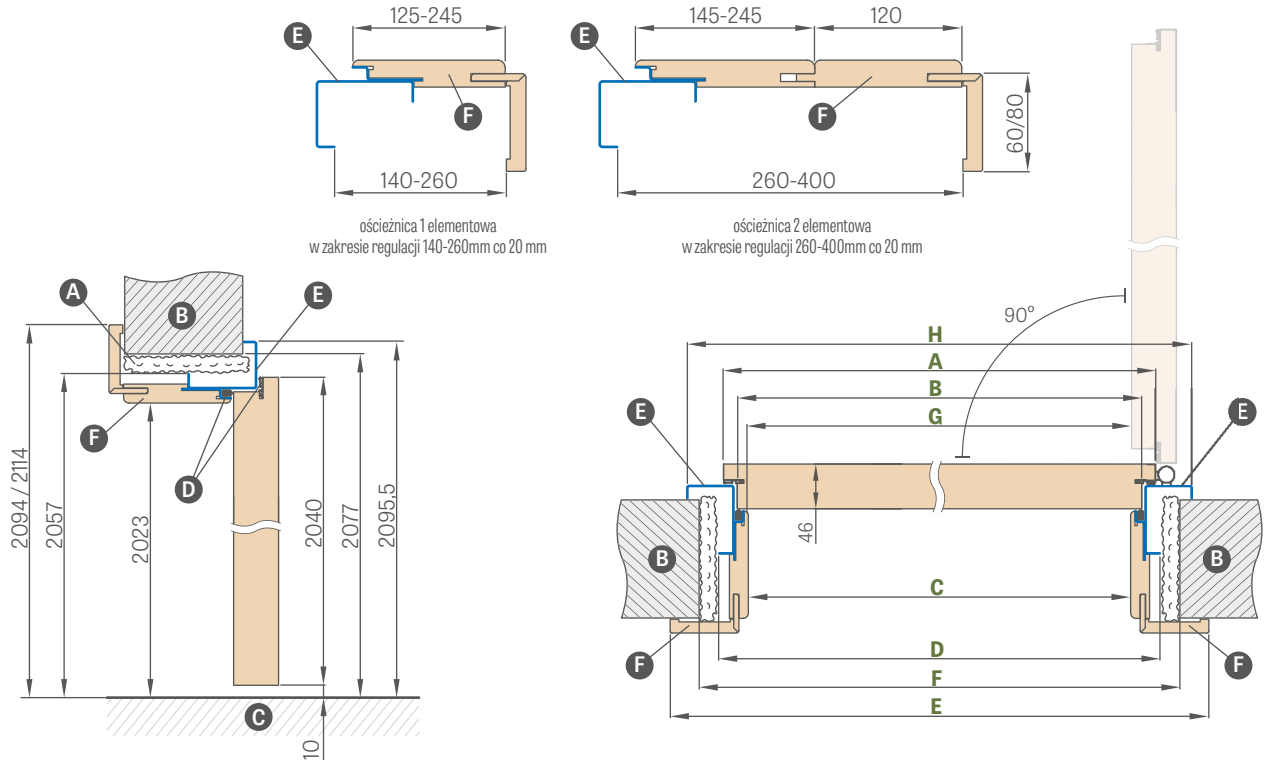 125-245
145-245
120
E
E
F
F
60/80
140-260
260-400
ościeżnica 1 elementowa
w zakresie regulacji 140-260mm co 20 mm
ościeżnica 2 elementowa
w zakresie regulacji 260-400mm co 20 mm
A
B
E
F
D
2094 / 2114
2057
2023
2040
2077
2095,5
C
10
90°
H
A
B
G
E
E
46
B
B
C
F
F
D
F
E